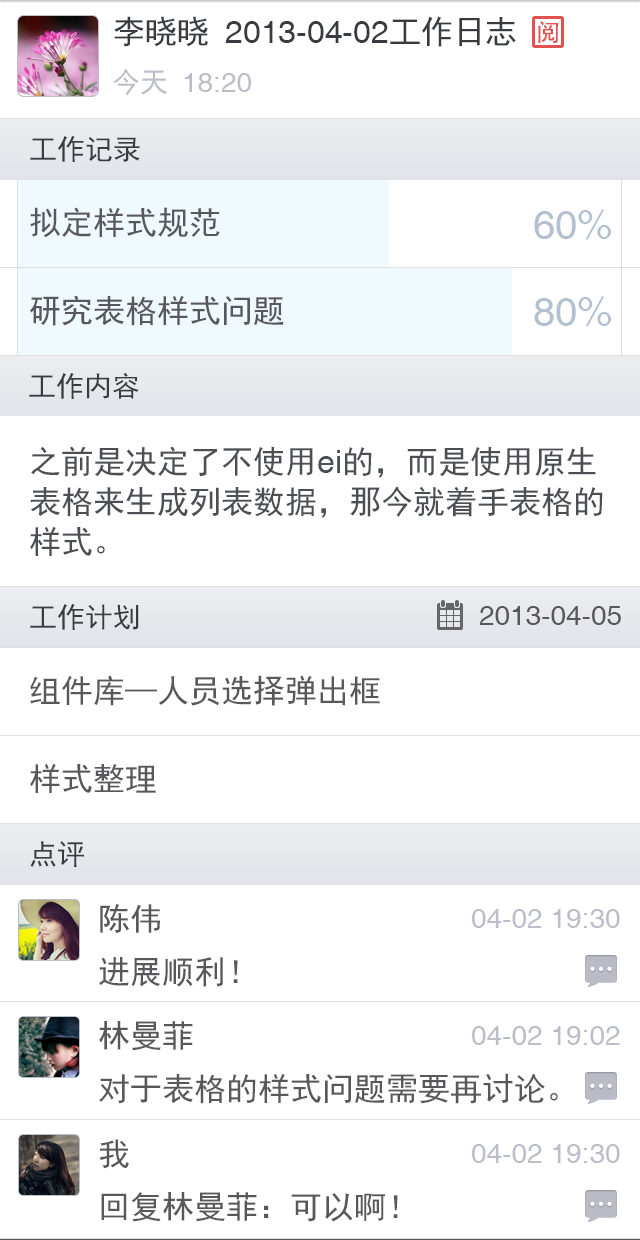 李晓晓 2013-04-02工作日志 阅
今天 18:20
工作记录
拟定样式规范 60%
研究表格样式问题 80%
工作内容
之前是决定了不使用ei的，而是使用原生
表格来生成列表数据，那今就着手表格的
样式。
工作计划 2013-04-05
组件库—人员选择弹出框
样式整理
点评
陈伟 04-02 19:30
进展顺利！
林曼菲 04-02 19:02
对于表格的样式问题需要再讨论。
我 04-02 19:30
回复林曼菲：可以啊！